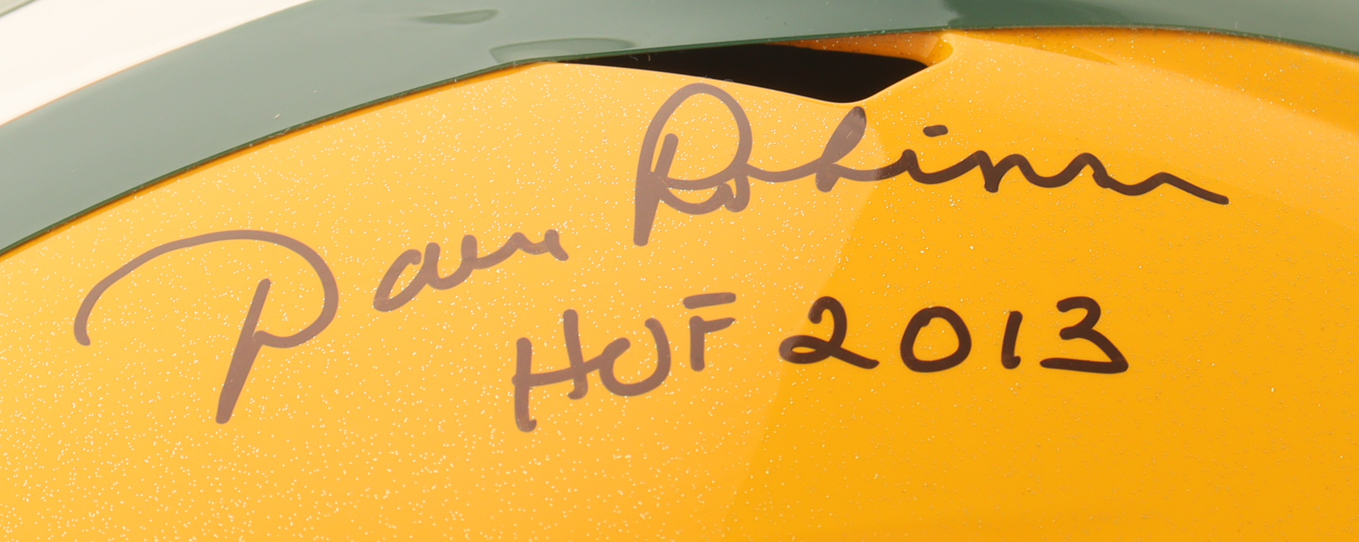 Dave Robinson
HOF 2013